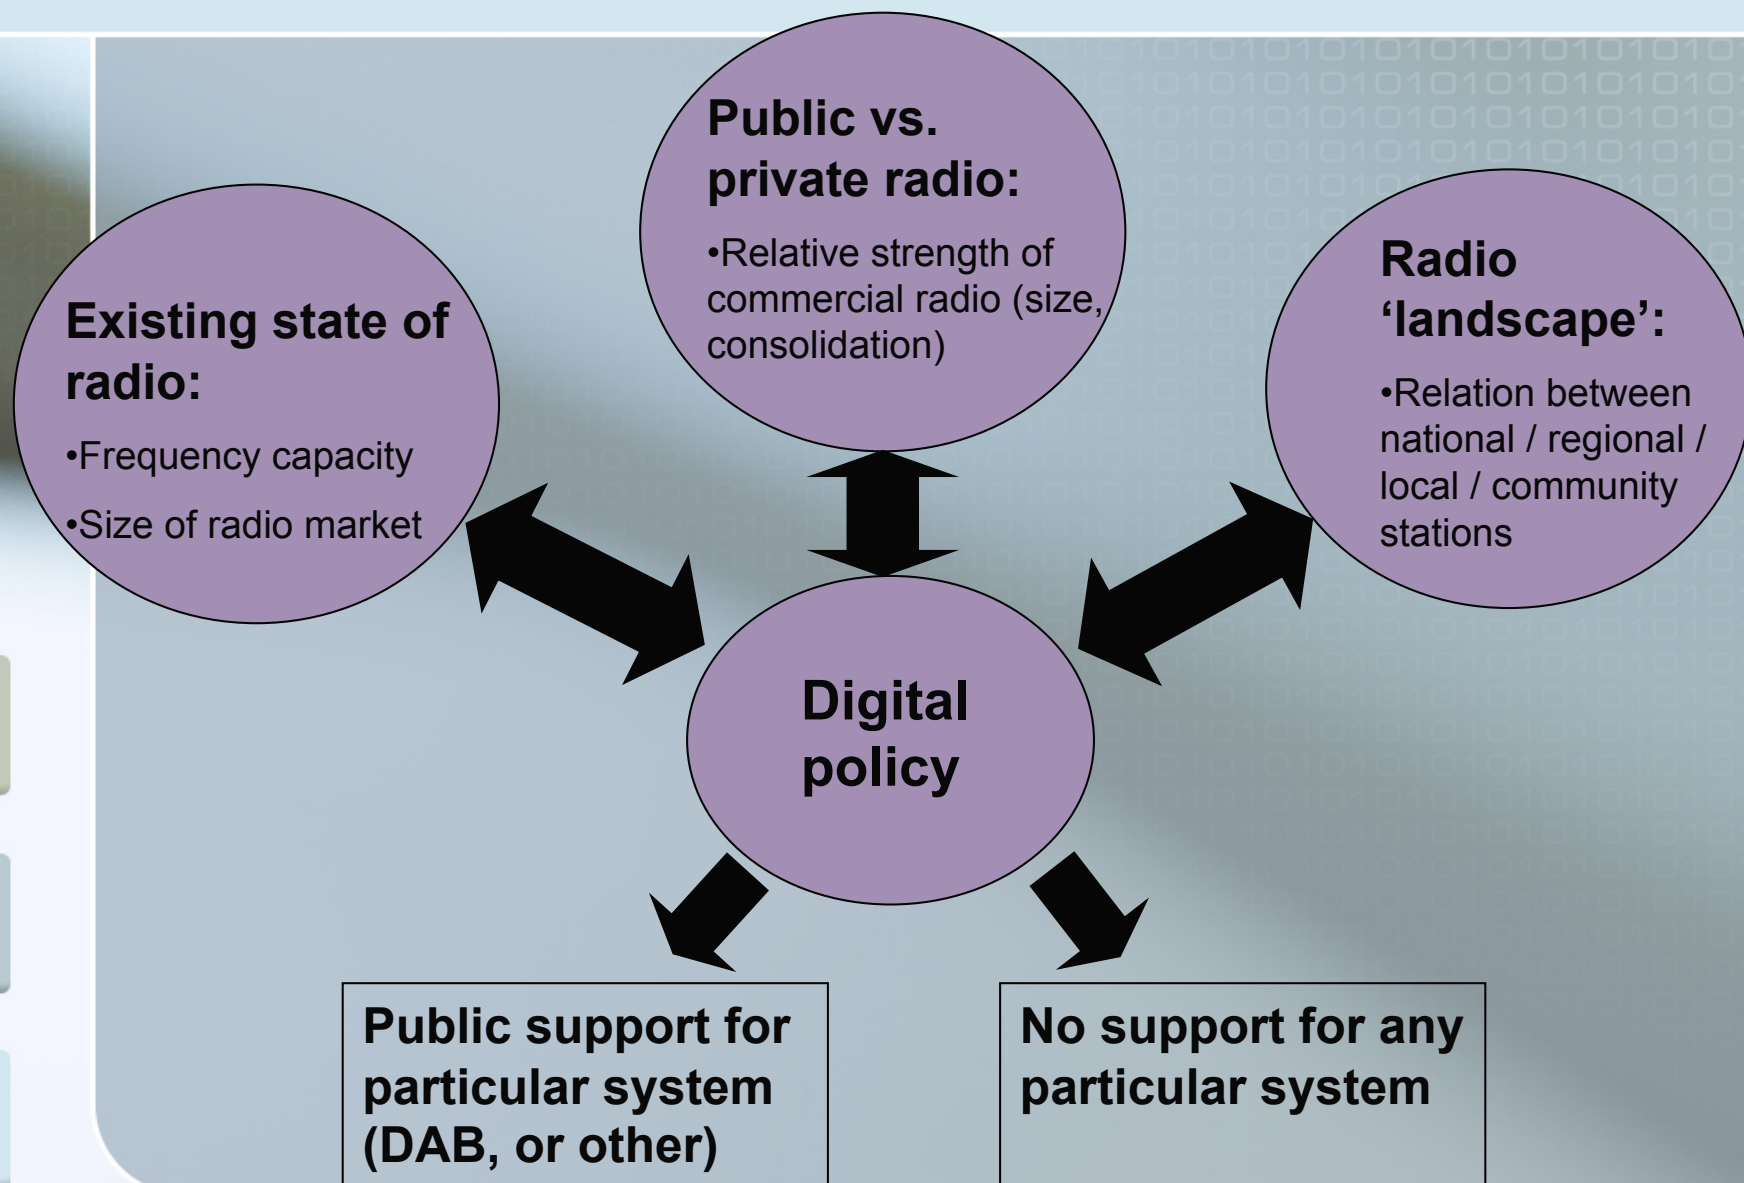 Public vs.
private radio:
•Relative strength of
commercial radio (size,
consolidation)
Existing state of
radio:
•Frequency capacity
•Size of radio market
Radio
‘landscape’:
•Relation between
national / regional /
local / community
stations
Digital
policy
Public support for
particular system
(DAB, or other)
No support for any
particular system